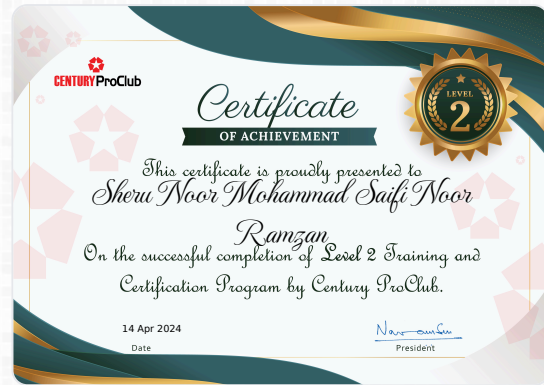 CENTURY ProClub
Certificate
OF ACHIEVEMENT
LEVEL
2
This certificate is proudly presented to
Sheru Noor Mohammad Saifi Noor
Ramzan
On the successful completion of Level 2 Training and
Certification Program by Century ProClub.
14 Apr 2024
Date
President